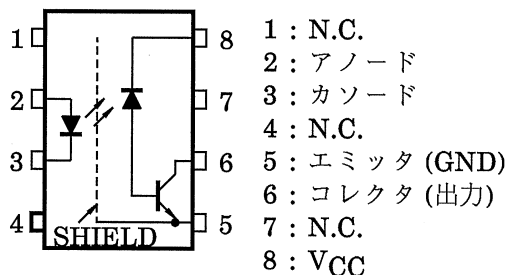 1
2
3
4
8
7
6
5
SHIELD
1 : N.C.
2 : アノード
3 : カソード
4 : N.C.
5 : エミッタ (GND)
6 : コレクタ (出力)
7 : N.C.
8 : VCC